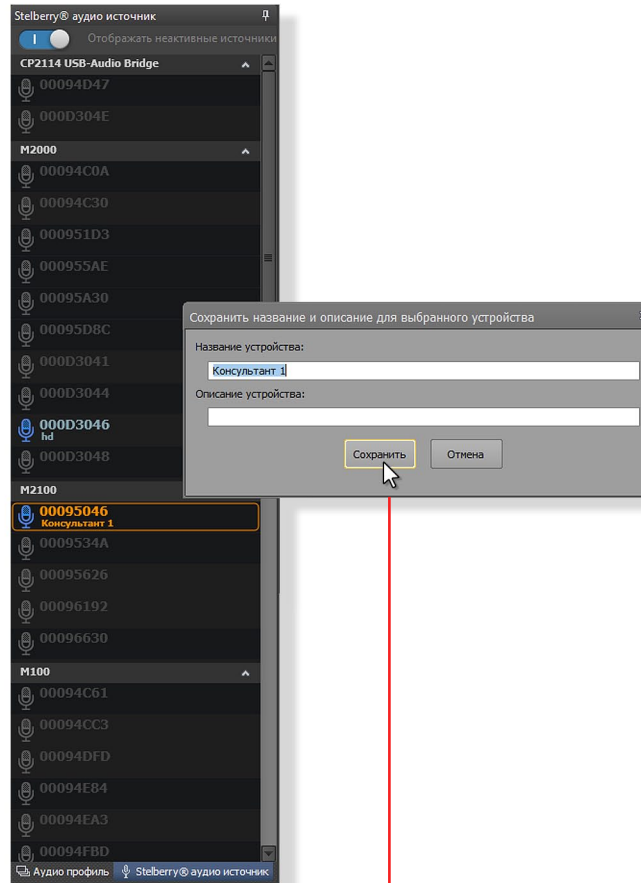 Stelberry® аудио источник
Отображать неактивные источники
CP2114 USB-Audio Bridge
00094D47
000D304E
M2000
00094C0A
00094C30
000951D3
000955AE
00095A30
00095D8C
000D3041
000D3044
000D3046
hd
000D3048
Сохранить название и описание для выбранного устройства
Название устройства:
Консультант 1
Описание устройства:
Сохранить
Отмена
M2100
00095046
Консультант 1
0009534A
00095626
00096192
00096630
M100
00094C61
00094CC3
00094DFD
00094E84
00094EA3
00094FBD
Аудио профиль
Stelberry® аудио источник